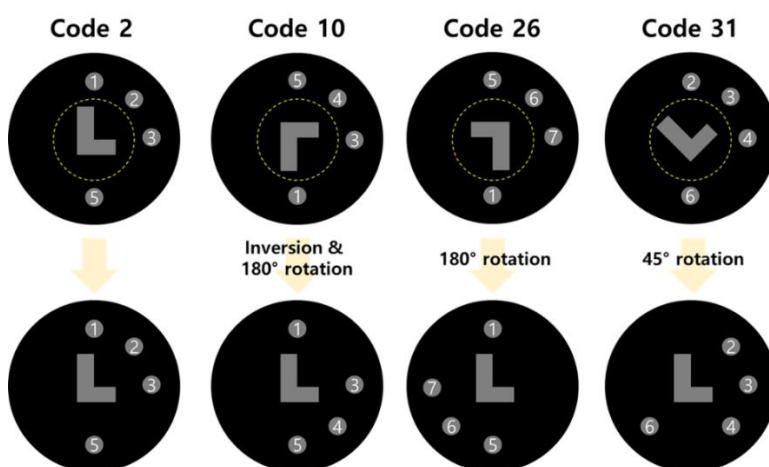 Code 2 Code 10 Code 26 Code 31
1 5 5 2
2 4 6 3
3 3 7 4
5 1 1 6
Inversion &
180° rotation 180° rotation 45° rotation
1 1 1
2 2
3 3 7 3
4 6 6 4
5 5 5